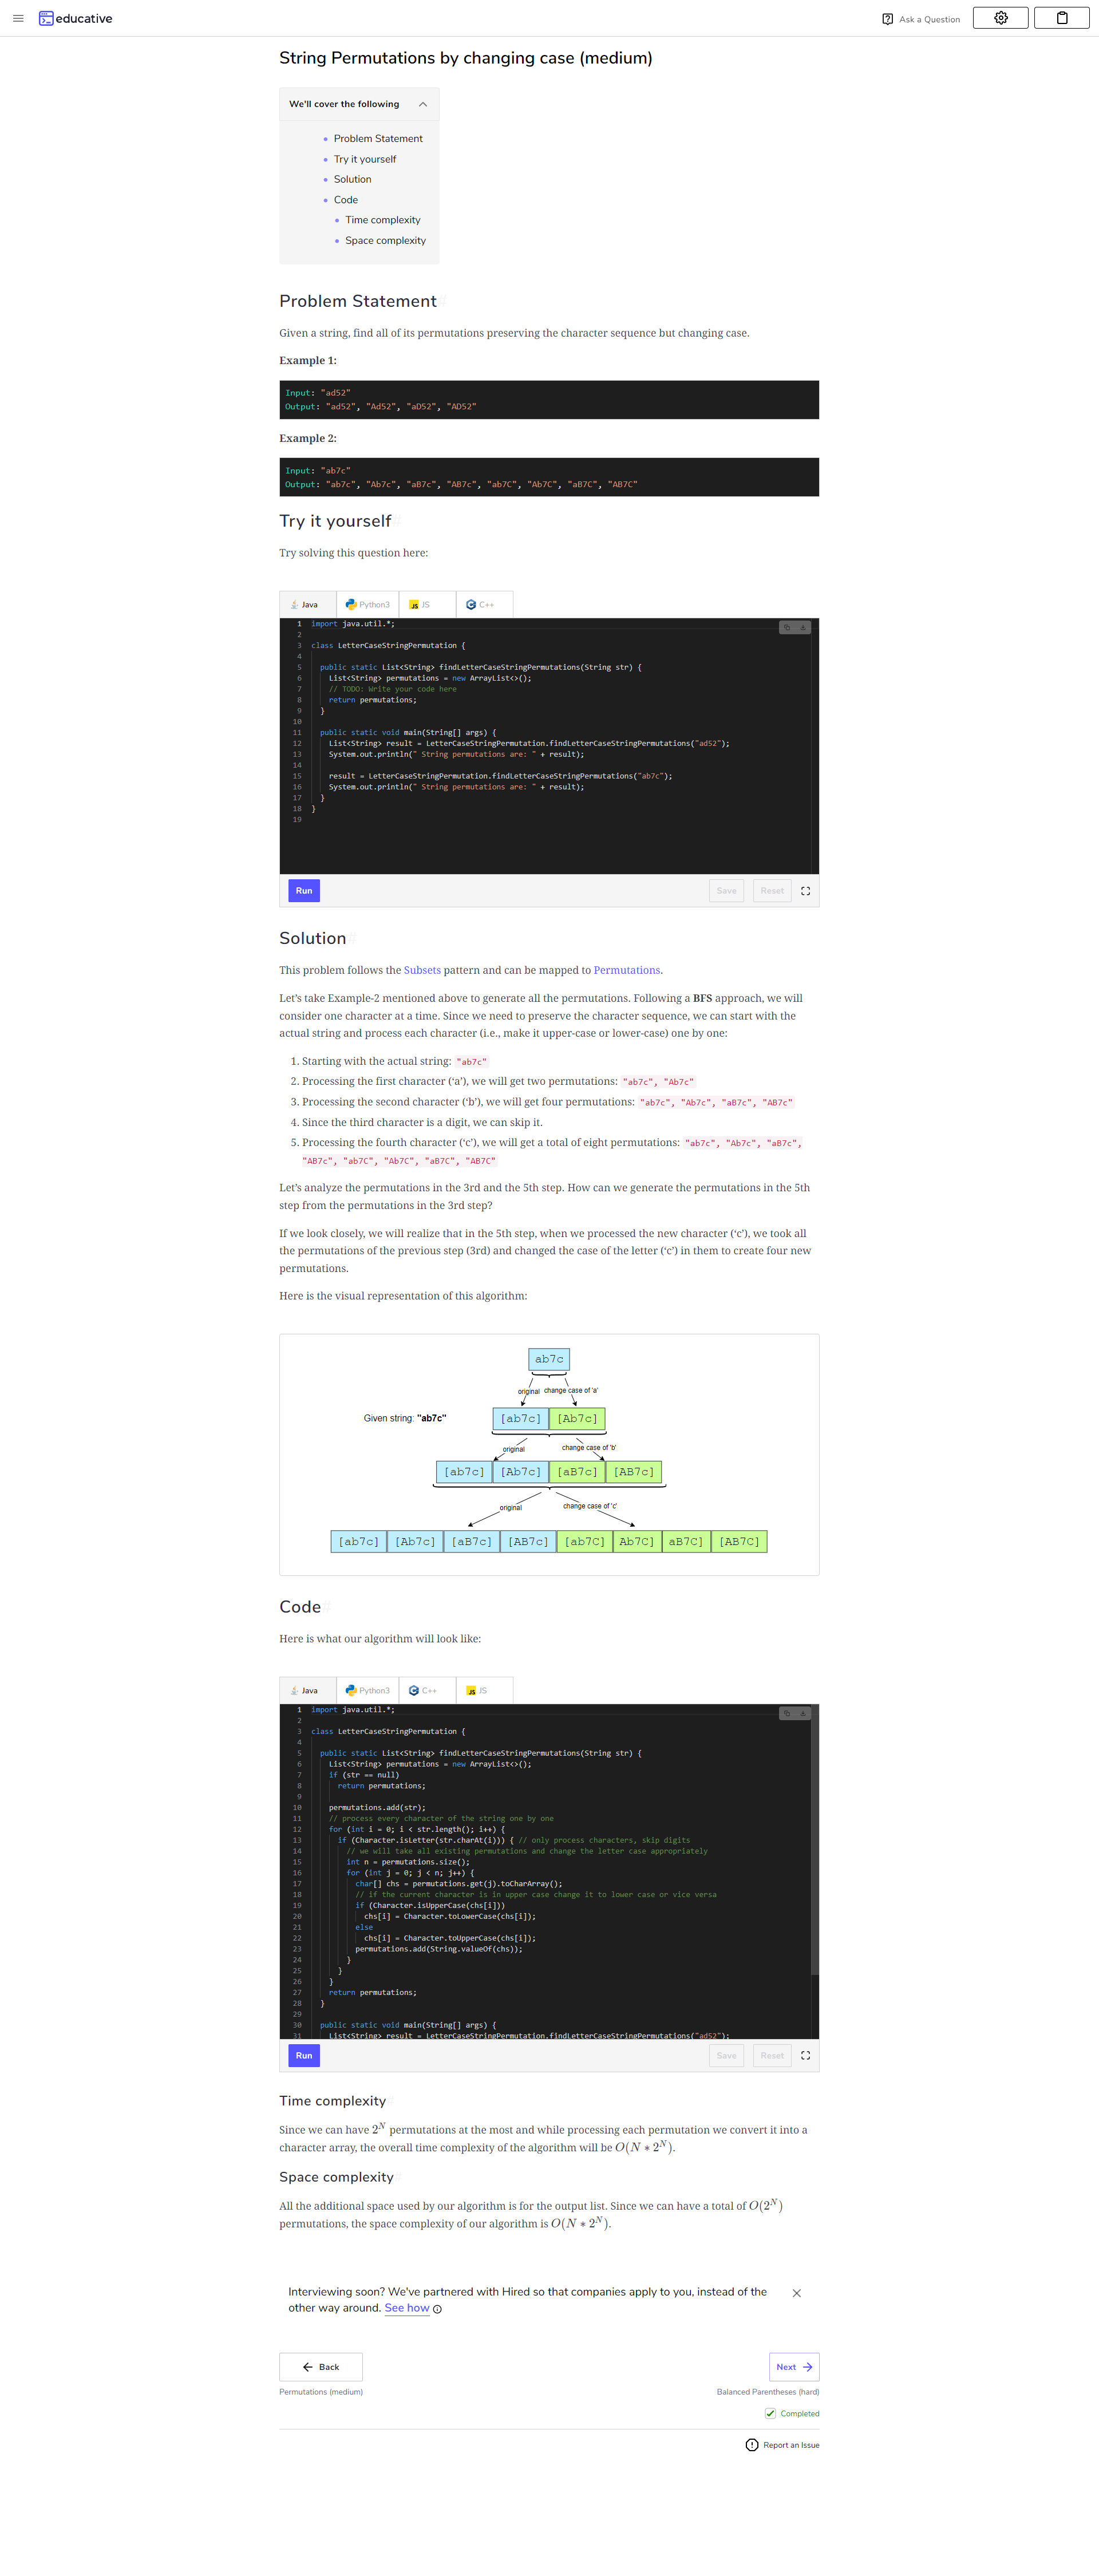 educative
Ask a Question
String Permutations by changing case (medium)
We'll cover the following
Problem Statement
Try it yourself
Solution
Code
Time complexity
Space complexity
Problem Statement#
Given a string, find all of its permutations preserving the character sequence but changing case.
Example 1:
Input: "ad52"
Output: "ad52", "Ad52", "aD52", "AD52"
Example 2:
Input: "ab7c"
Output: "ab7c", "Ab7c", "aB7c", "AB7c", "ab7C", "Ab7C", "aB7C", "AB7C"
Try it yourself#
Try solving this question here:
Java Python3 JS C++
1 import java.util.*;
2
3 class LetterCaseStringPermutation {
4
5 public static List<String> findLetterCaseStringPermutations(String str) {
6 List<String> permutations = new ArrayList<>();
7 // TODO: Write your code here
8 return permutations;
9 }
10
11 public static void main(String[] args) {
12 List<String> result = LetterCaseStringPermutation.findLetterCaseStringPermutations("ad52");
13 System.out.println(" String permutations are: " + result);
14
15 result = LetterCaseStringPermutation.findLetterCaseStringPermutations("ab7c");
16 System.out.println(" String permutations are: " + result);
17 }
18 }
19
Run Save Reset
Solution#
This problem follows the Subsets pattern and can be mapped to Permutations.
Let's take Example-2 mentioned above to generate all the permutations. Following a BFS approach, we will
consider one character at a time. Since we need to preserve the character sequence, we can start with the
actual string and process each character (i.e., make it upper-case or lower-case) one by one:
1. Starting with the actual string: "ab7c"
2. Processing the first character ('a'), we will get two permutations: "ab7c", "Ab7c"
3. Processing the second character ('b'), we will get four permutations: "ab7c", "Ab7c", "aB7c", "AB7c"
4. Since the third character is a digit, we can skip it.
5. Processing the fourth character ('c'), we will get a total of eight permutations: "ab7c", "Ab7c", "aB7c",
"AB7c", "ab7C", "Ab7C", "aB7C", "AB7C"
Let's analyze the permutations in the 3rd and the 5th step. How can we generate the permutations in the 5th
step from the permutations in the 3rd step?
If we look closely, we will realize that in the 5th step, when we processed the new character ('c'), we took all
the permutations of the previous step (3rd) and changed the case of the letter ('c') in them to create four new
permutations.
Here is the visual representation of this algorithm:
ab7c
original change case of 'a'
Given string: "ab7c" [ab7c] [Ab7c]
original change case of 'b'
[ab7c] [Ab7c] [aB7c] [AB7c]
original change case of 'c'
[ab7c] [Ab7c] [aB7c] [AB7c] [ab7C] Ab7C] aB7C] [AB7C]
Code#
Here is what our algorithm will look like:
Java Python3 C++ JS
1 import java.util.*;
2
3 class LetterCaseStringPermutation {
4
5 public static List<String> findLetterCaseStringPermutations(String str) {
6 List<String> permutations = new ArrayList<>();
7 if (str == null)
8 return permutations;
9
10 permutations.add(str);
11 // process every character of the string one by one
12 for (int i = 0; i < str.length(); i++) {
13 if (Character.isLetter(str.charAt(i))) { // only process characters, skip digits
14 // we will take all existing permutations and change the letter case appropriately
15 int n = permutations.size();
16 for (int j = 0; j < n; j++) {
17 char[] chs = permutations.get(j).toCharArray();
18 // if the current character is in upper case change it to lower case or vice versa
19 if (Character.isUpperCase(chs[i]))
20 chs[i] = Character.toLowerCase(chs[i]);
21 else
22 chs[i] = Character.toUpperCase(chs[i]);
23 permutations.add(String.valueOf(chs));
24 }
25 }
26 }
27 return permutations;
28 }
29
30 public static void main(String[] args) {
31 List<String> result = LetterCaseStringPermutation.findLetterCaseStringPermutations("ad52");
Run Save Reset
Time complexity#
Since we can have 2^N permutations at the most and while processing each permutation we convert it into a
character array, the overall time complexity of the algorithm will be O(N * 2^N).
Space complexity#
All the additional space used by our algorithm is for the output list. Since we can have a total of O(2^N)
permutations, the space complexity of our algorithm is O(N * 2^N).
Interviewing soon? We've partnered with Hired so that companies apply to you, instead of the
other way around. See how
Back Next
Permutations (medium) Balanced Parentheses (hard)
Completed
Report an Issue